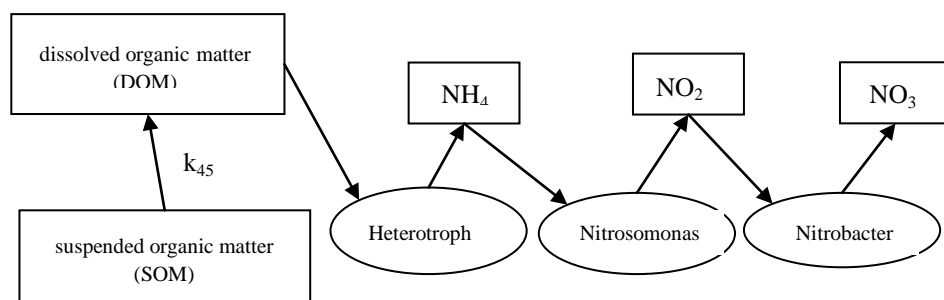 dissolved organic matter
(DOM)
NH₄
NO₂
NO₃
k₄₅
suspended organic matter
(SOM)
Heterotroph
Nitrosomonas
Nitrobacter